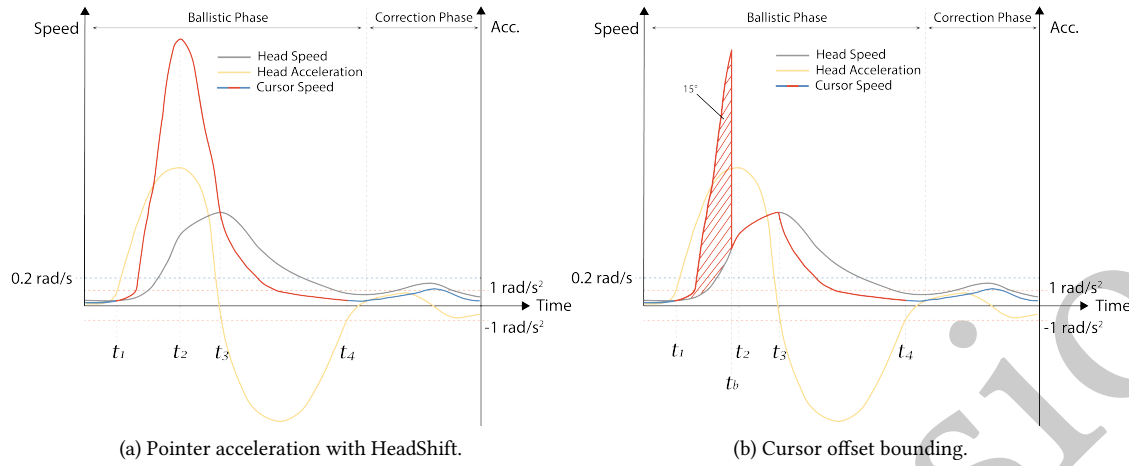 Ballistic Phase
Correction Phase
Speed
Acc.
Head Speed
Head Acceleration
Cursor Speed
0.2 rad/s
1 rad/s²
Time
-1 rad/s²
t₁
t₂
t₃
t₄
(a) Pointer acceleration with HeadShift.
Ballistic Phase
Correction Phase
Speed
Acc.
Head Speed
Head Acceleration
Cursor Speed
15°
0.2 rad/s
1 rad/s²
Time
-1 rad/s²
t₁
t₂
t₃
t₄
t_b
(b) Cursor offset bounding.